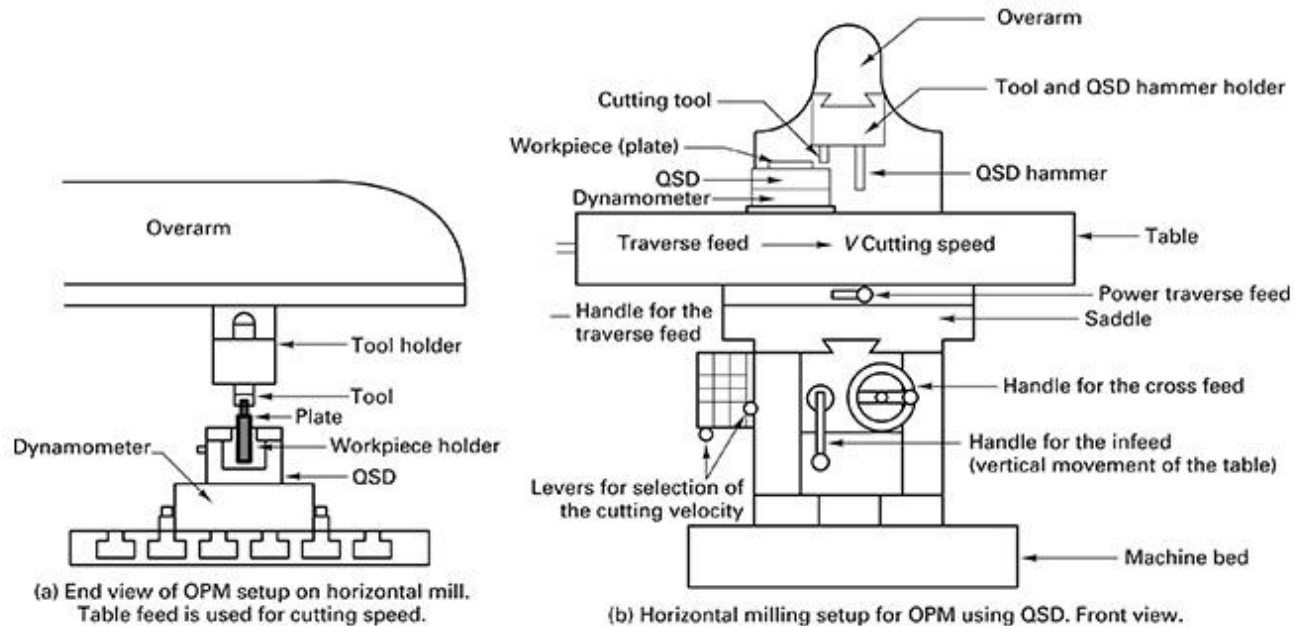 Overarm
Tool holder
Tool
Plate
Dynamometer
Workpiece holder
QSD
(a) End view of OPM setup on horizontal mill.
Table feed is used for cutting speed.
Overarm
Tool and QSD hammer holder
Cutting tool
Workpiece (plate)
QSD
QSD hammer
Dynamometer
Traverse feed
V Cutting speed
Table
Power traverse feed
Handle for the
traverse feed
Saddle
Handle for the cross feed
Handle for the infeed
(vertical movement of the table)
Levers for selection of
the cutting velocity
Machine bed
(b) Horizontal milling setup for OPM using QSD. Front view.